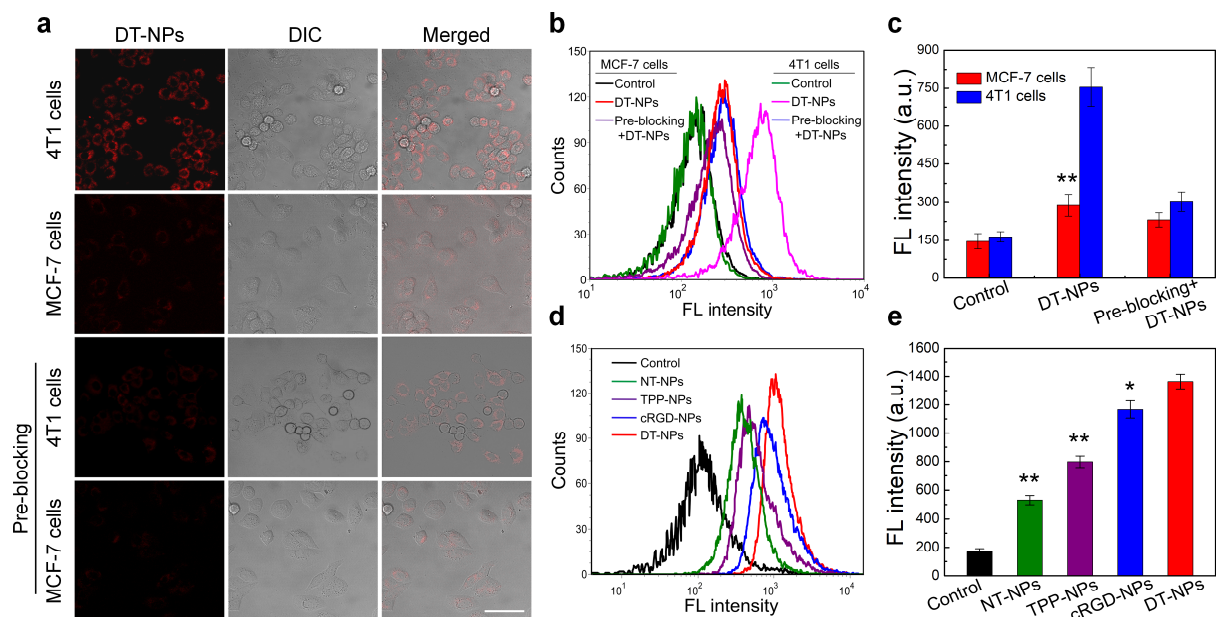 a
DT-NPs
DIC
Merged
4T1 cells
MCF-7 cells
Pre-blocking
4T1 cells
MCF-7 cells
b
150
120
90
60
30
0
Counts
MCF-7 cells
Control
DT-NPs
Pre-blocking
+DT-NPs
4T1 cells
Control
DT-NPs
Pre-blocking
+DT-NPs
10¹
10²
10³
10⁴
FL intensity
c
900
750
600
450
300
150
0
FL intensity (a.u.)
MCF-7 cells
4T1 cells
**
Control
DT-NPs
Pre-blocking+
DT-NPs
d
150
120
90
60
30
0
Counts
Control
NT-NPs
TPP-NPs
cRGD-NPs
DT-NPs
10¹
10²
10³
10⁴
FL intensity
e
1600
1400
1200
1000
800
600
400
200
0
FL intensity (a.u.)
**
**
*
Control
NT-NPs
TPP-NPs
cRGD-NPs
DT-NPs